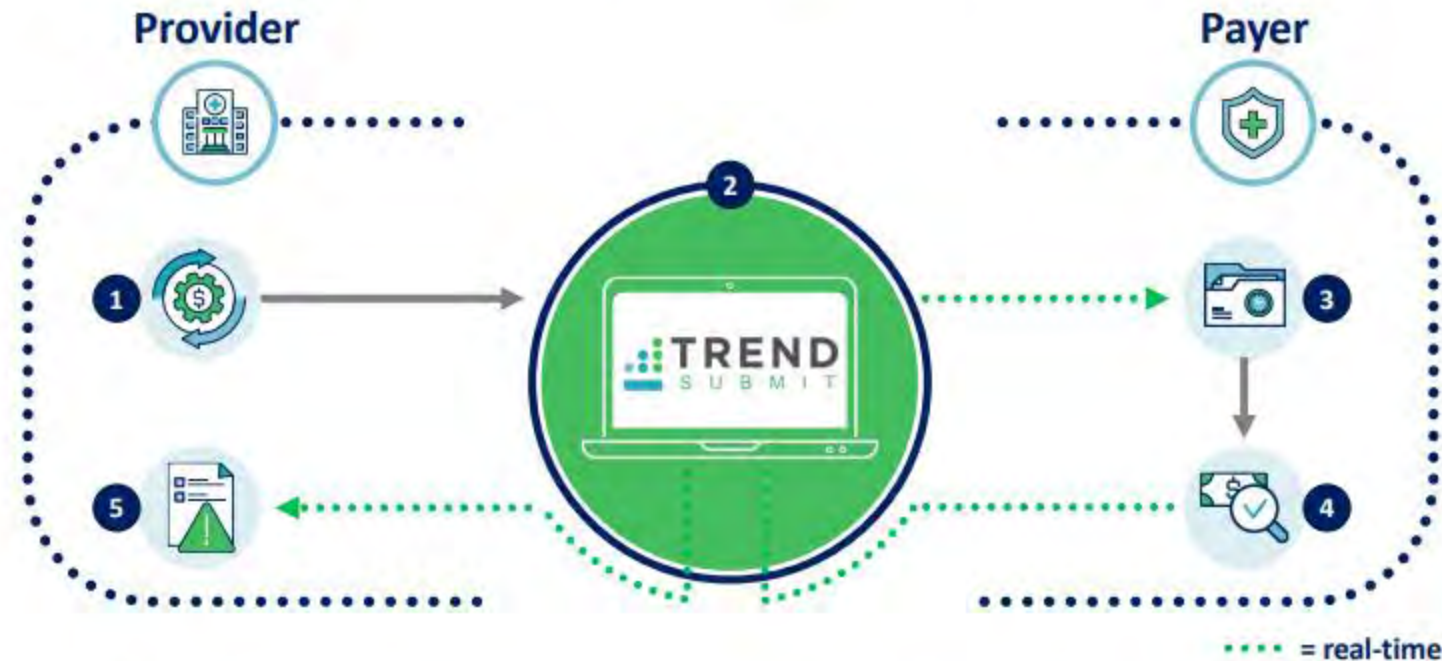 Provider
Payer
2
1
3
TREND
SUBMIT
$
5
4
= real-time